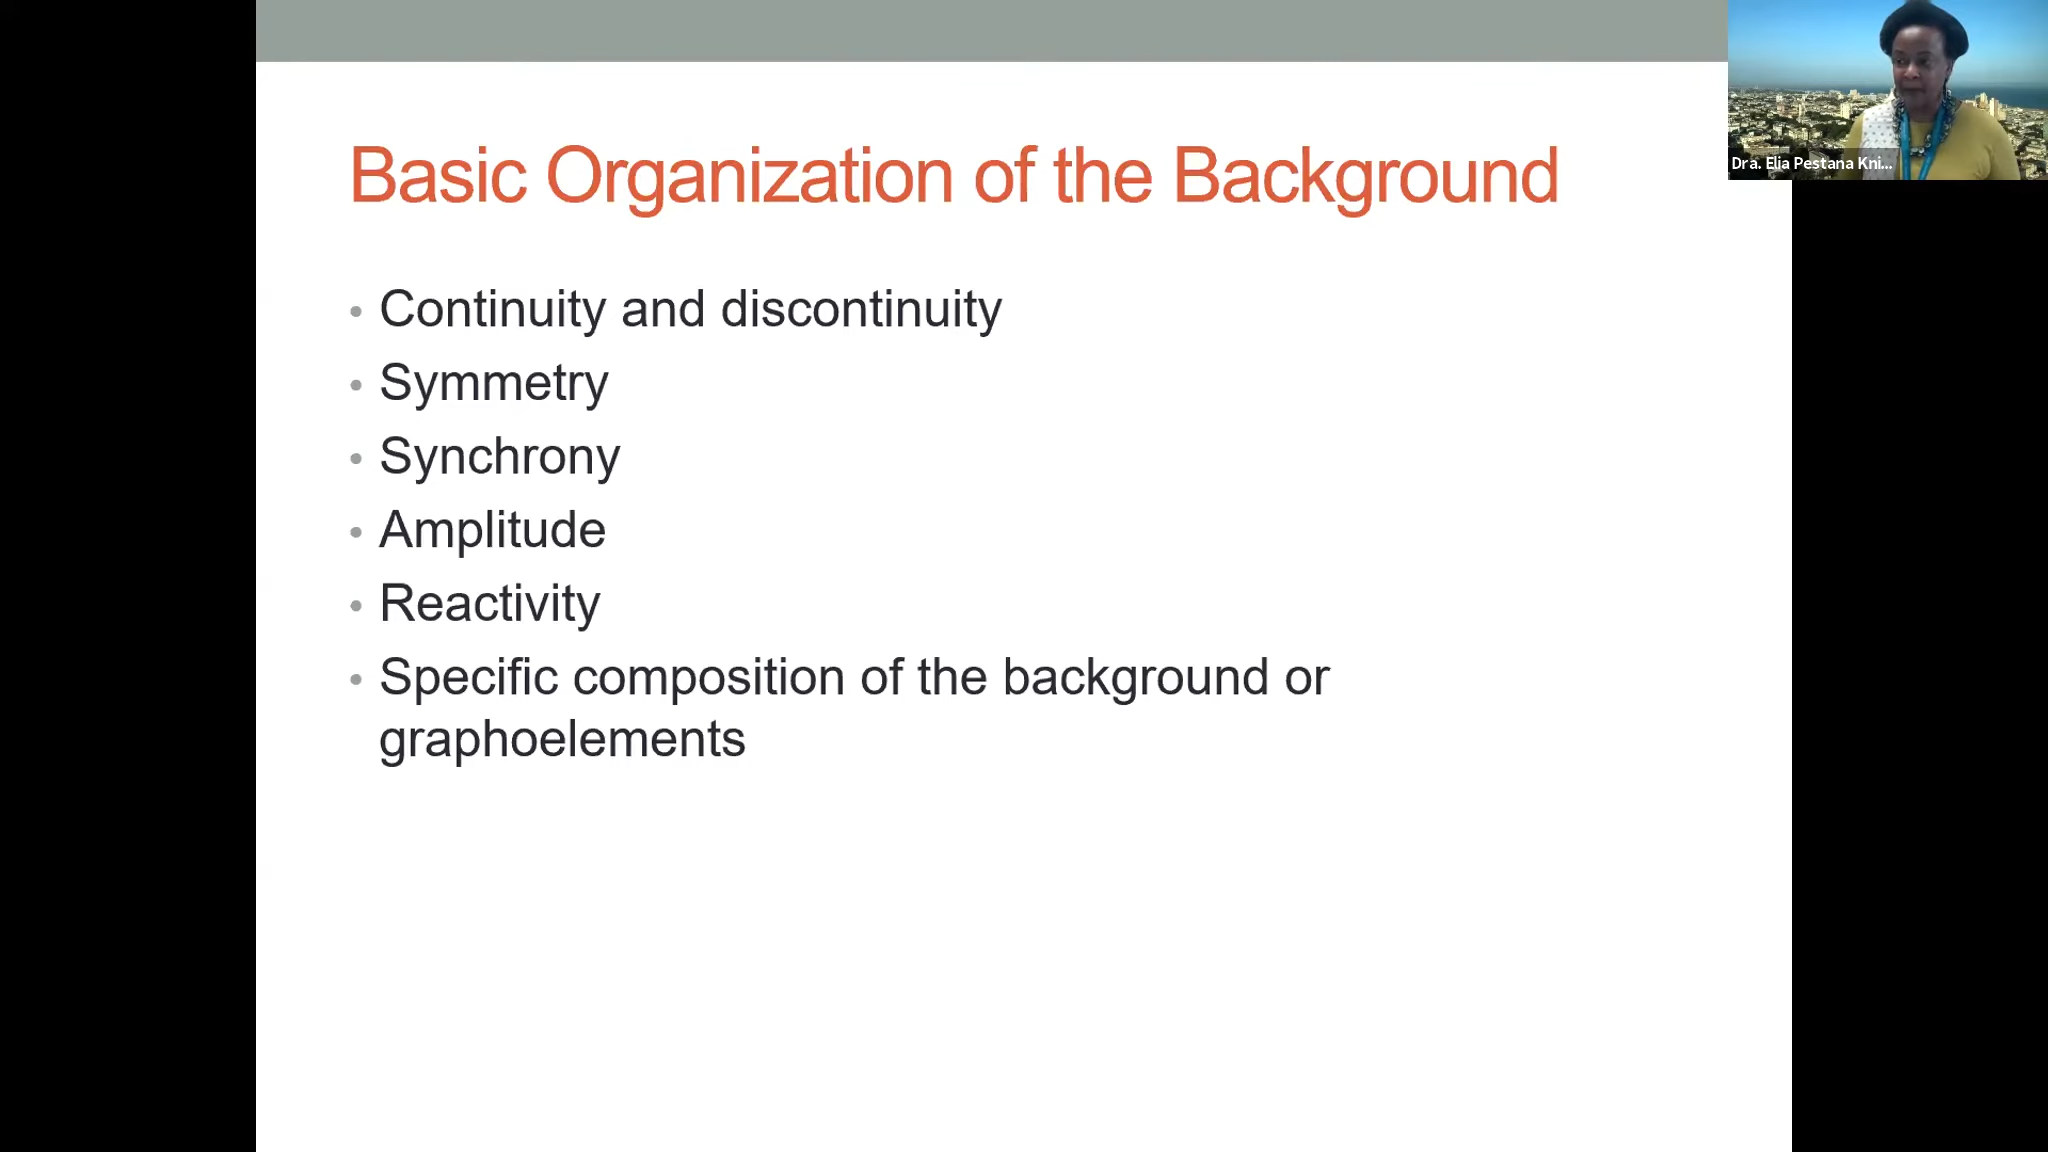 Basic Organization of the Background
• Continuity and discontinuity
• Symmetry
• Synchrony
• Amplitude
• Reactivity
• Specific composition of the background or
graphoelements
Dra. Elia Pestana Kni...